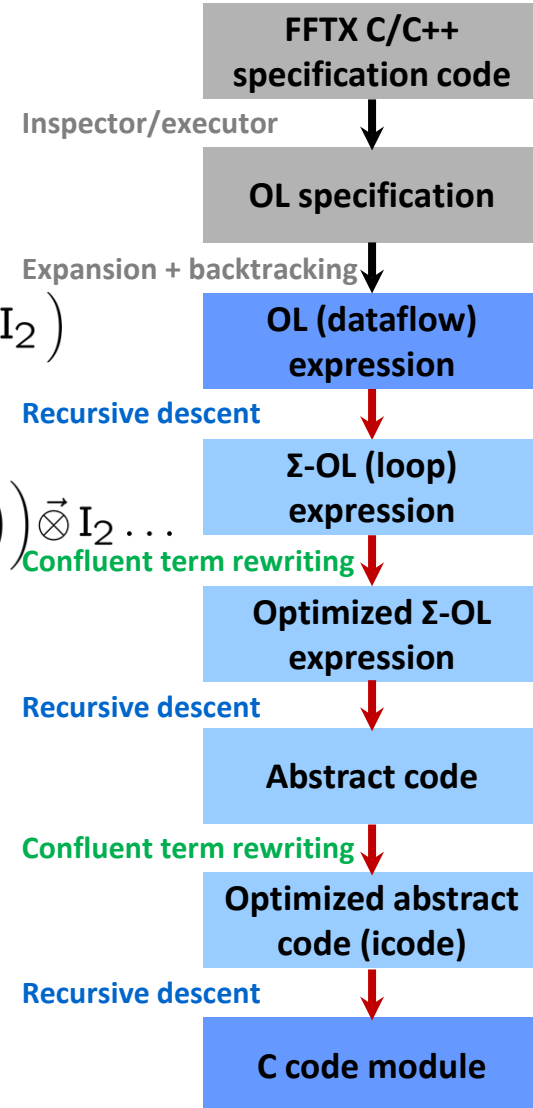 FFTX C/C++
specification code
Inspector/executor
OL specification
Expansion + backtracking
I₂ )
OL (dataflow)
expression
Recursive descent
Σ-OL (loop)
expression
) ) ⊗⃗ I₂ ...
Confluent term rewriting
Optimized Σ-OL
expression
Recursive descent
Abstract code
Confluent term rewriting
Optimized abstract
code (icode)
Recursive descent
C code module